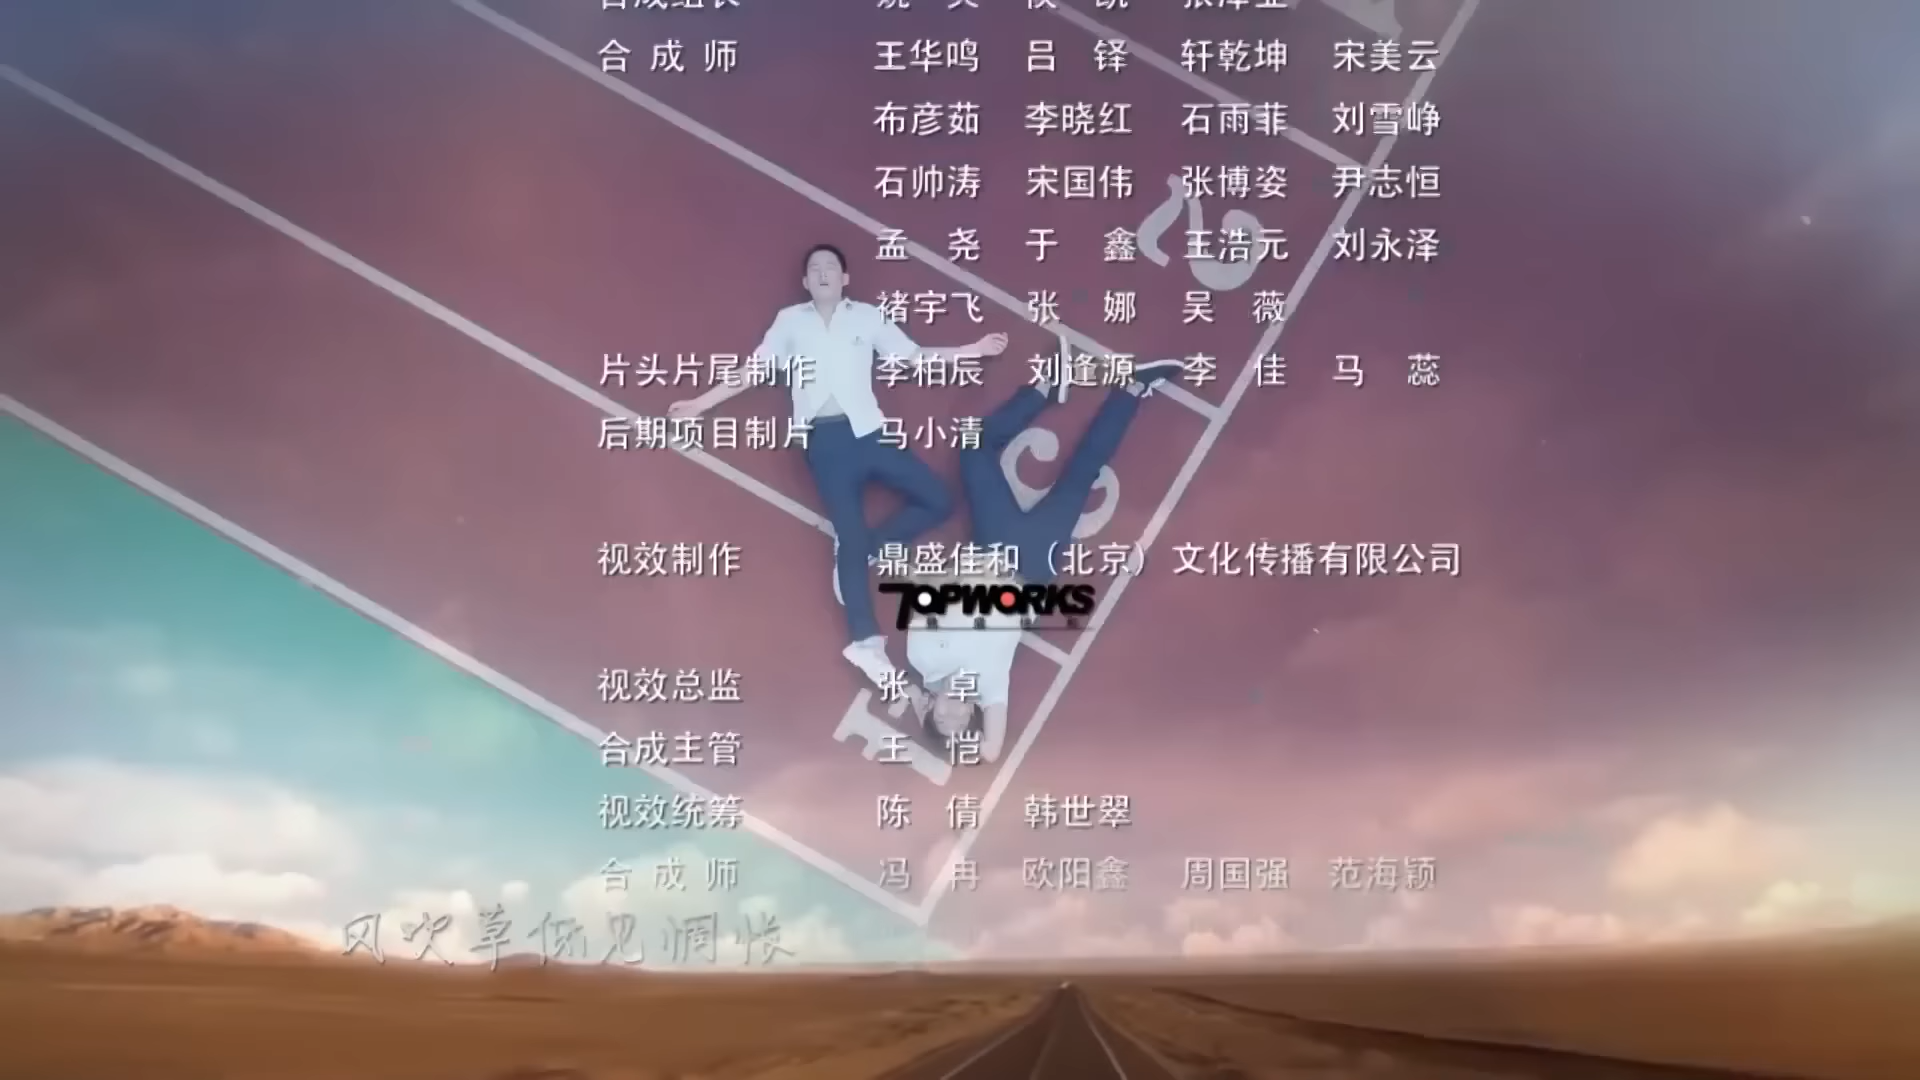 合成师 王华鸣 吕铎 轩乾坤 宋美云
布彦茹 李晓红 石雨菲 刘雪峥
石帅涛 宋国伟 张博姿 尹志恒
孟尧 于鑫 王浩元 刘永泽
褚宇飞 张娜 吴薇
片头片尾制作 李柏辰 刘逢源 李佳 马蕊
后期项目制片 马小清
视效制作 鼎盛佳和（北京）文化传播有限公司
TOPWORKS
视效总监 张卓
合成主管 王恺
视效统筹 陈倩 韩世翠
合成师 冯冉 欧阳鑫 周国强 范海颖
风吹草低见惆怅